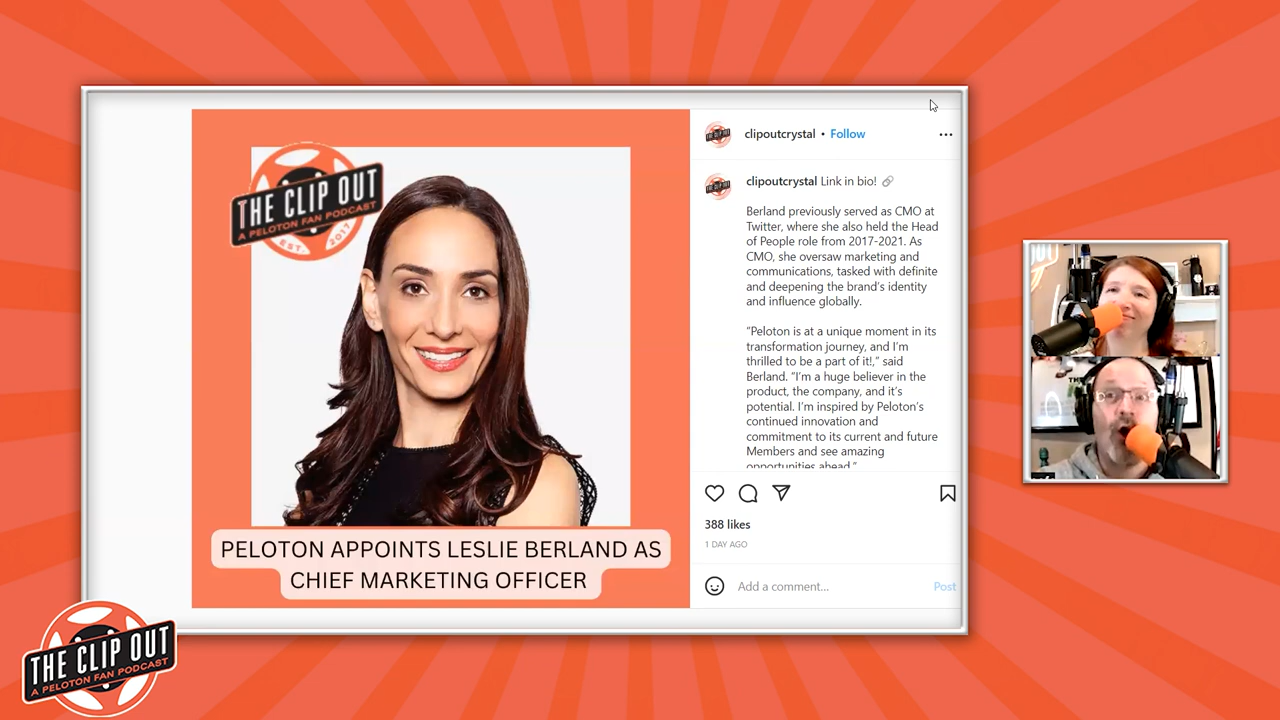 THE CLIP OUT
A PELOTON FAN PODCAST
EST. 2017
PELOTON APPOINTS LESLIE BERLAND AS
CHIEF MARKETING OFFICER
clipoutcrystal • Follow
clipoutcrystal Link in bio! 🔗
Berland previously served as CMO at
Twitter, where she also held the Head
of People role from 2017-2021. As
CMO, she oversaw marketing and
communications, tasked with definite
and deepening the brand's identity
and influence globally.
"Peloton is at a unique moment in its
transformation journey, and I'm
thrilled to be a part of it!," said
Berland. "I'm a huge believer in the
product, the company, and it's
potential. I'm inspired by Peloton's
continued innovation and
commitment to its current and future
Members and see amazing
opportunities ahead."
388 likes
1 DAY AGO
Add a comment...
Post
THE CLIP OUT
A PELOTON FAN PODCAST